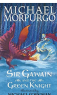 MICHAEL
MORPURGO
SIR GAWAIN
AND THE
GREEN KNIGHT